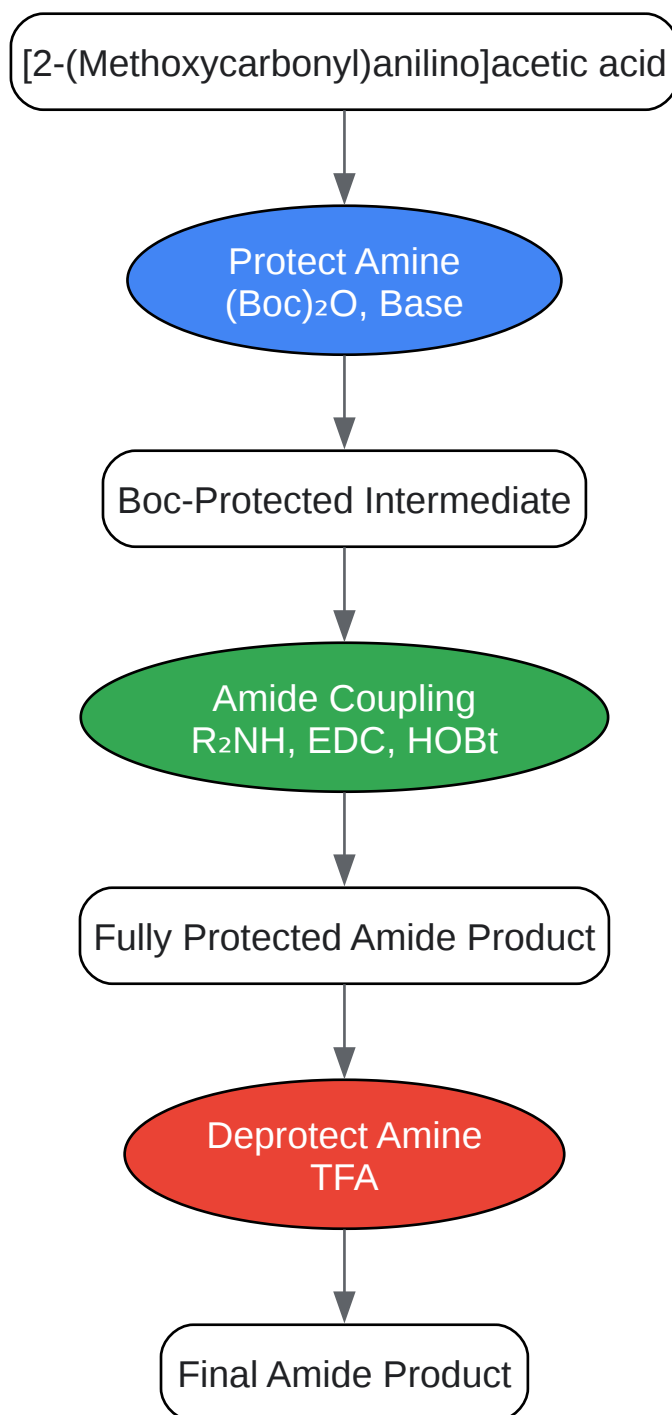 [2-(Methoxycarbonyl)anilino]acetic acid
Protect Amine
(Boc)₂O, Base
Boc-Protected Intermediate
Amide Coupling
R₂NH, EDC, HOBt
Fully Protected Amide Product
Deprotect Amine
TFA
Final Amide Product